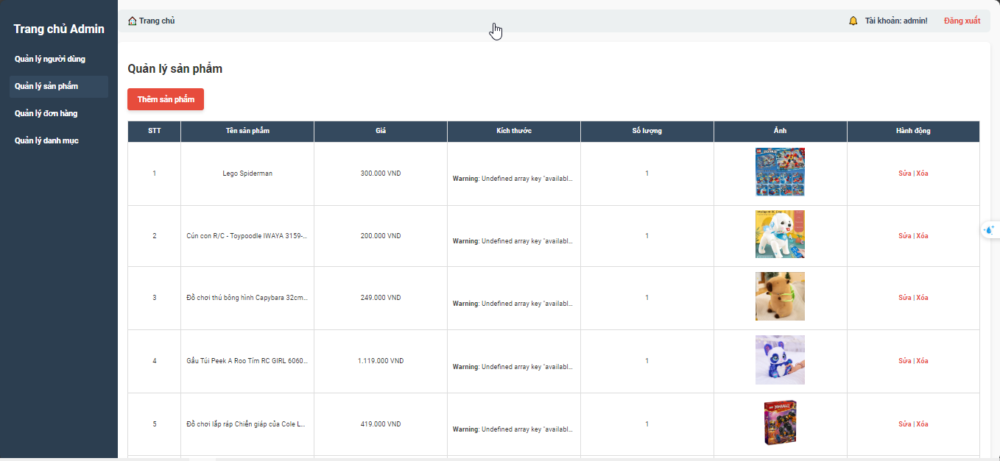 Trang chủ Admin
Quản lý người dùng
Quản lý sản phẩm
Quản lý đơn hàng
Quản lý danh mục
Trang chủ
Tài khoản: admin!
Đăng xuất
Quản lý sản phẩm
Thêm sản phẩm
STT Tên sản phẩm Giá Kích thước Số lượng Ảnh Hành động
1 Lego Spiderman 300.000 VND Warning: Undefined array key "availabl... 1 Sửa | Xóa
2 Cún con R/C - Toypoodle IWAYA 3159-... 200.000 VND Warning: Undefined array key "availabl... 1 Sửa | Xóa
3 Đồ chơi thú bông hình Capybara 32cm... 249.000 VND Warning: Undefined array key "availabl... 1 Sửa | Xóa
4 Gấu Túi Peek A Roo Tím RC GIRL 6060... 1.119.000 VND Warning: Undefined array key "availabl... 1 Sửa | Xóa
5 Đồ chơi lắp ráp Chiến giáp của Cole L... 419.000 VND Warning: Undefined array key "availabl... 1 Sửa | Xóa